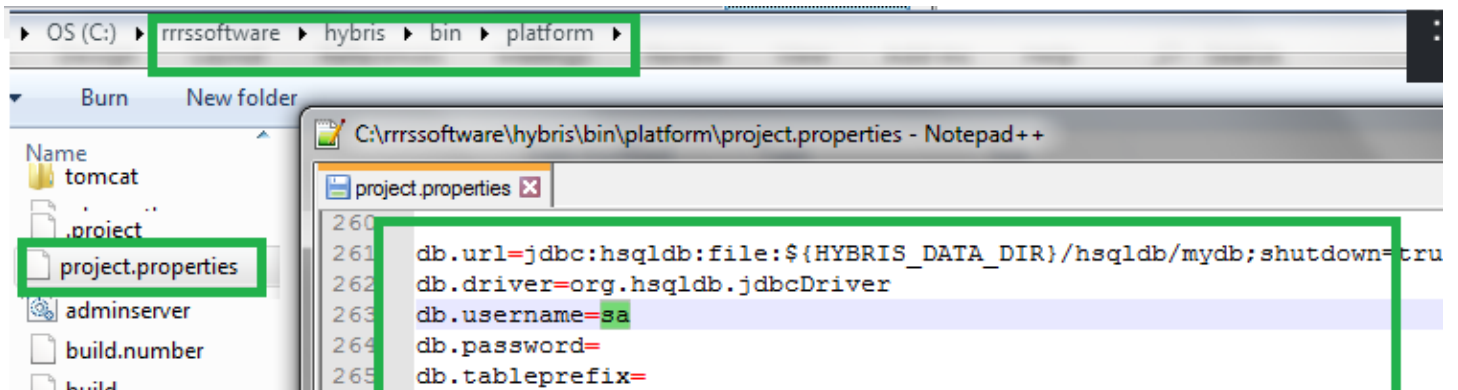 OS (C:) rrrssoftware hybris bin platform
Burn New folder
Name
tomcat
.project
project.properties
adminserver
build.number
build
C:\rrrssoftware\hybris\bin\platform\project.properties - Notepad++
project.properties
260
261 db.url=jdbc:hsqldb:file:${HYBRIS_DATA_DIR}/hsqldb/mydb;shutdown=tru
262 db.driver=org.hsqldb.jdbcDriver
263 db.username=sa
264 db.password=
265 db.tableprefix=